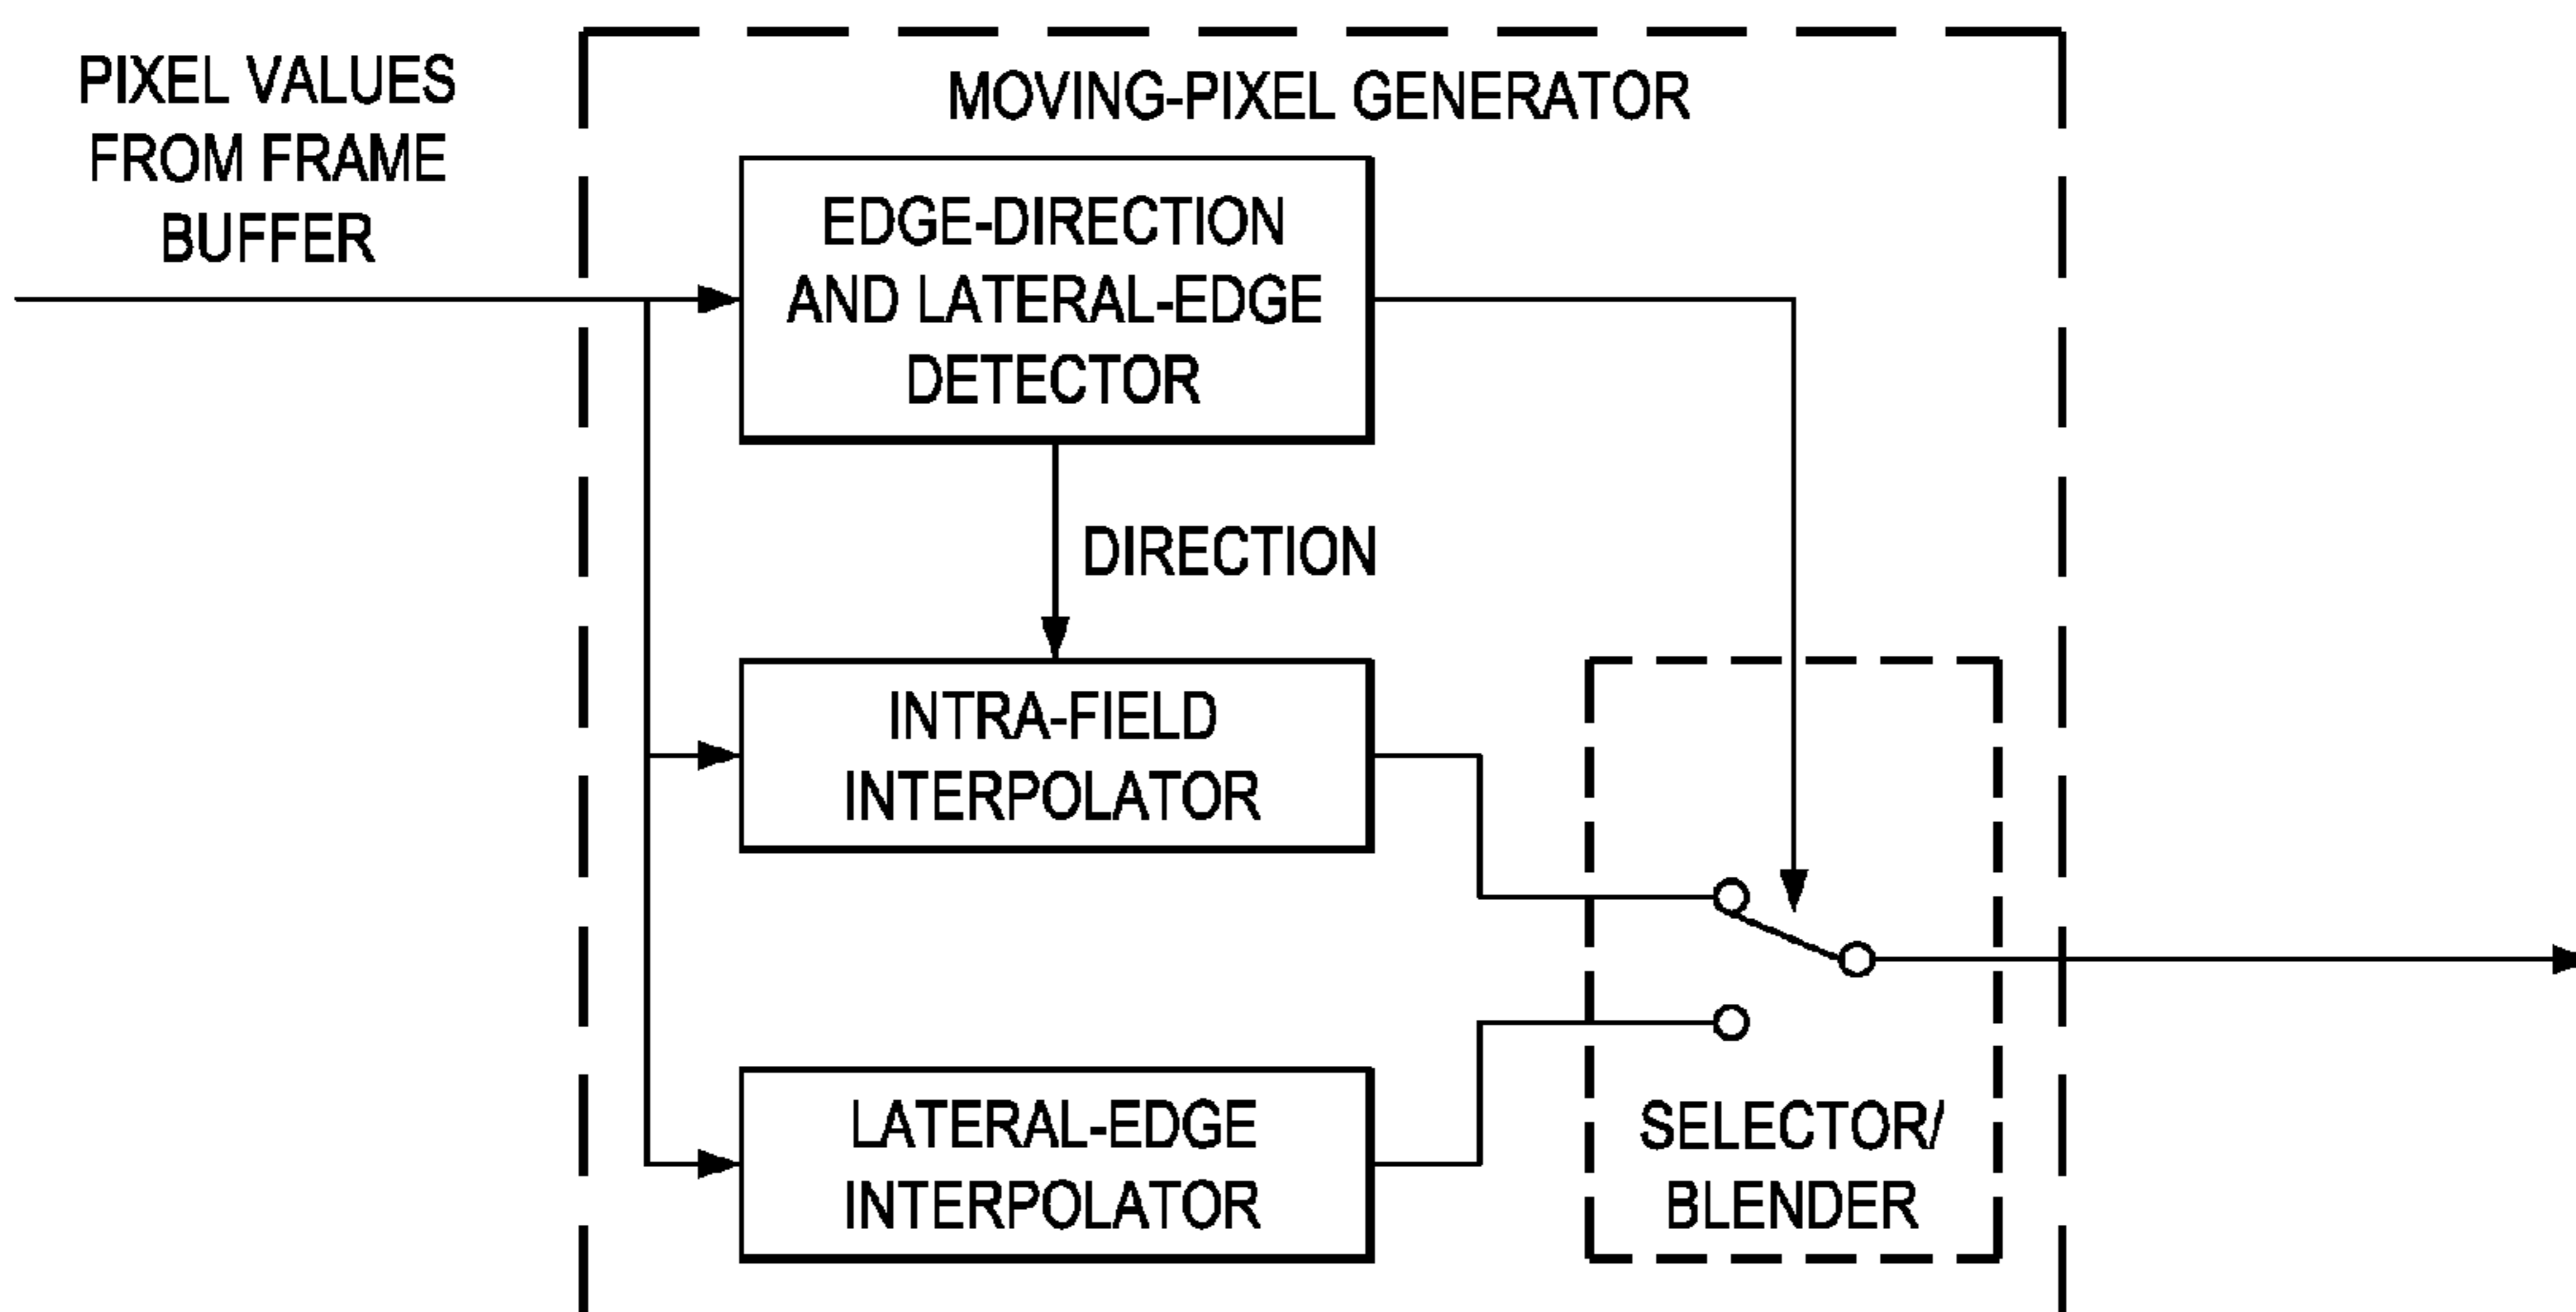 PIXEL VALUES
FROM FRAME
BUFFER
MOVING-PIXEL GENERATOR
EDGE-DIRECTION
AND LATERAL-EDGE
DETECTOR
DIRECTION
INTRA-FIELD
INTERPOLATOR
LATERAL-EDGE
INTERPOLATOR
SELECTOR/
BLENDER